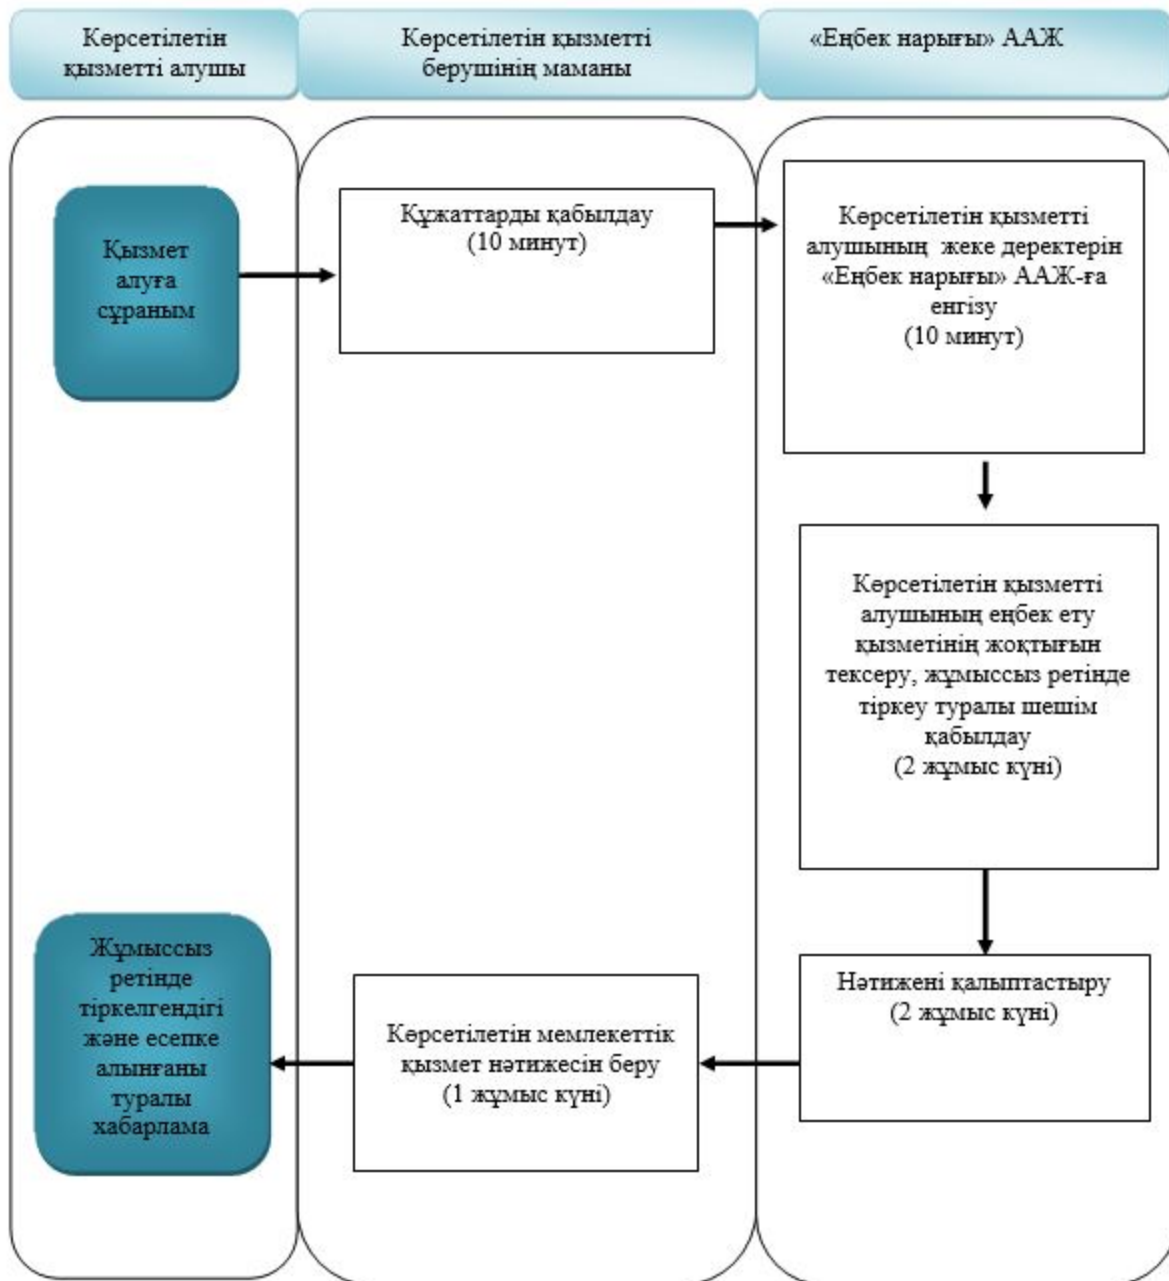 Көрсетілетін
қызметті алушы
Көрсетілетін қызметті
берушінің маманы
«Еңбек нарығы» ААЖ
Қызмет
алуға
сұраным
Құжаттарды қабылдау
(10 минут)
Көрсетілетін қызметті
алушының жеке деректерін
«Еңбек нарығы» ААЖ-ға
енгізу
(10 минут)
Көрсетілетін қызметті
алушының еңбек ету
қызметінің жоқтығын
тексеру, жұмыссыз ретінде
тіркеу туралы шешім
қабылдау
(2 жұмыс күні)
Нәтижені қалыптастыру
(2 жұмыс күні)
Көрсетілетін мемлекеттік
қызмет нәтижесін беру
(1 жұмыс күні)
Жұмыссыз
ретінде
тіркелгендігі
және есепке
алынғаны
туралы
хабарлама